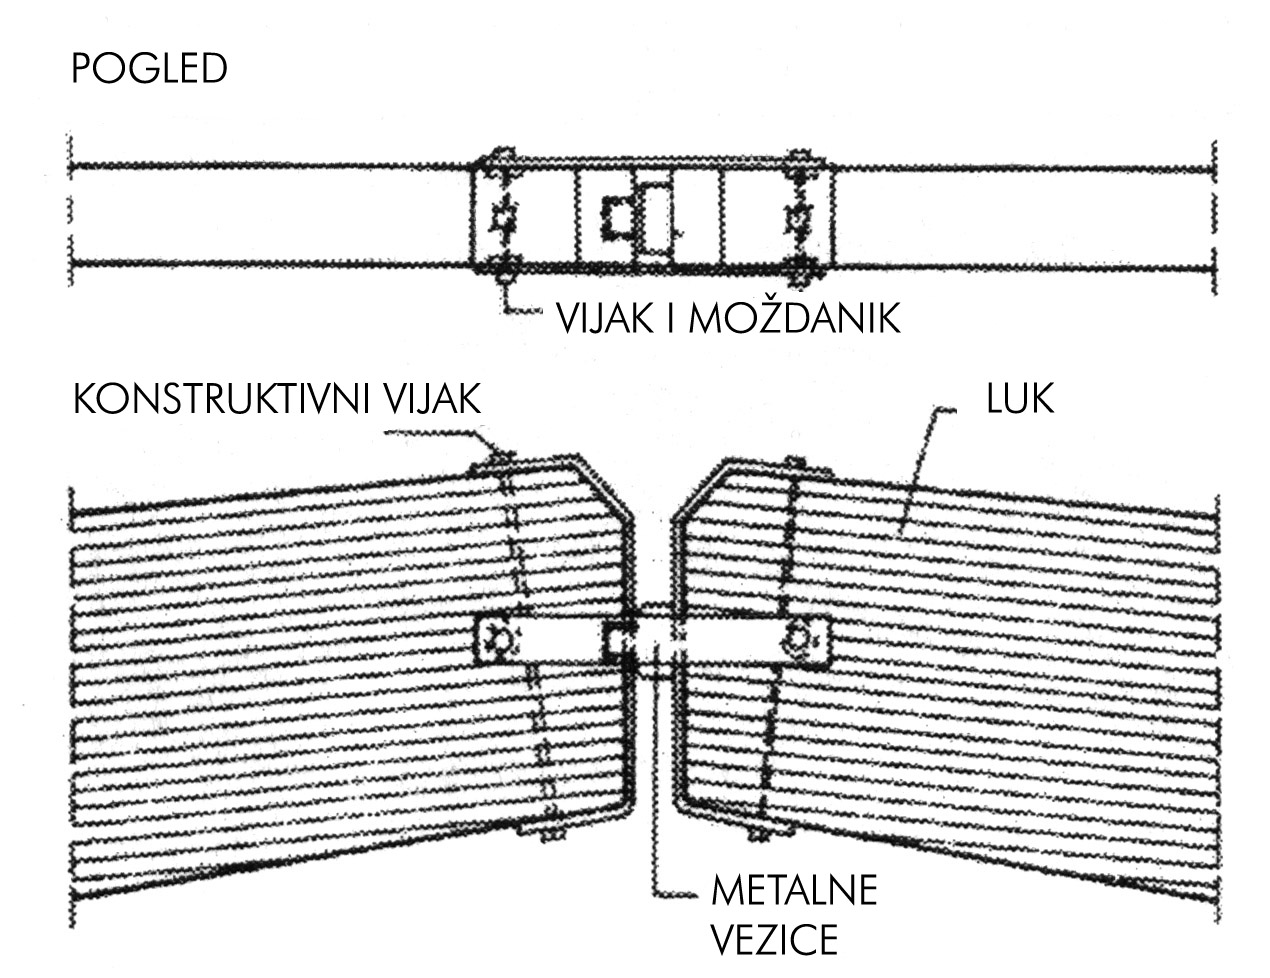 POGLED
VIJAK I MOŽDANIK
KONSTRUKTIVNI VIJAK
LUK
METALNE
VEZICE